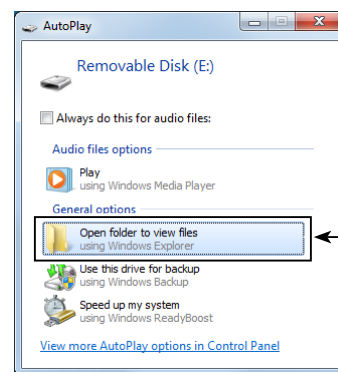 AutoPlay
Removable Disk (E:)
Always do this for audio files:
Audio files options
Play
using Windows Media Player
General options
Open folder to view files
using Windows Explorer
Use this drive for backup
using Windows Backup
Speed up my system
using Windows ReadyBoost
View more AutoPlay options in Control Panel